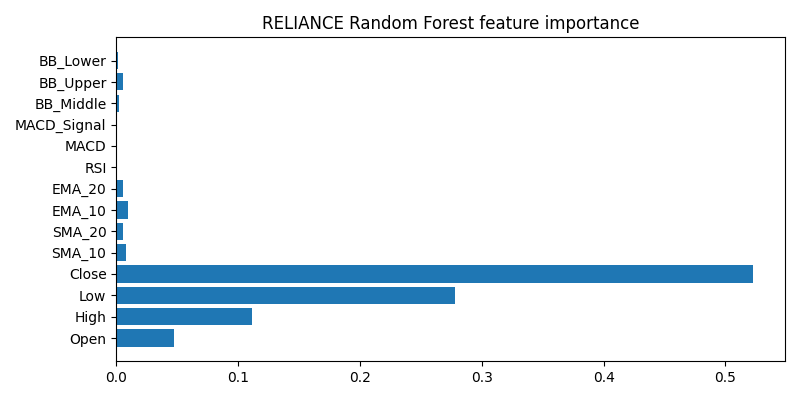 RELIANCE Random Forest feature importance
BB_Lower
BB_Upper
BB_Middle
MACD_Signal
MACD
RSI
EMA_20
EMA_10
SMA_20
SMA_10
Close
Low
High
Open
0.0 0.1 0.2 0.3 0.4 0.5